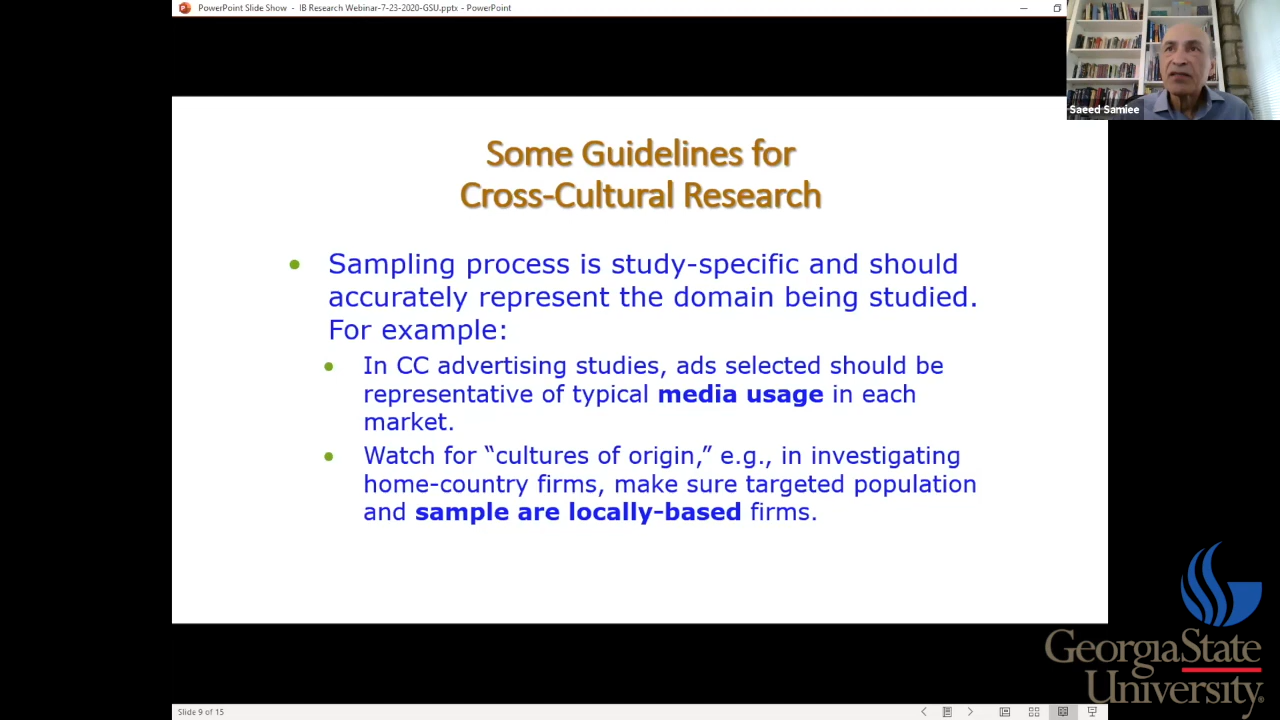 PowerPoint Slide Show - IB Research Webinar-7-23-2020-GSU.pptx - PowerPoint
Saeed Samiee
Some Guidelines for
Cross-Cultural Research
• Sampling process is study-specific and should
accurately represent the domain being studied.
For example:
• In CC advertising studies, ads selected should be
representative of typical media usage in each
market.
• Watch for “cultures of origin,” e.g., in investigating
home-country firms, make sure targeted population
and sample are locally-based firms.
GeorgiaState
University®
Slide 9 of 15